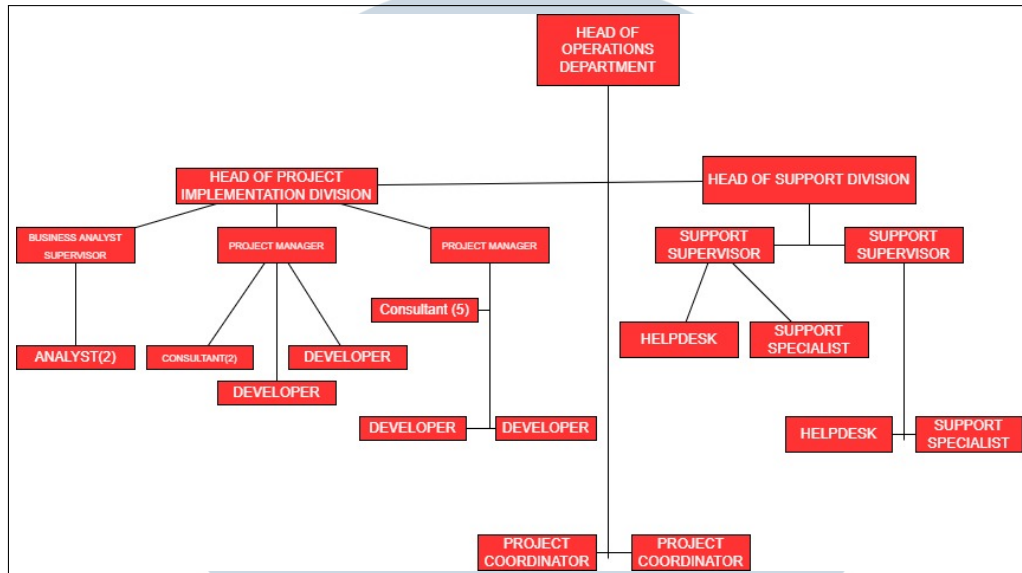 HEAD OF
OPERATIONS
DEPARTMENT
HEAD OF PROJECT
IMPLEMENTATION DIVISION
HEAD OF SUPPORT DIVISION
BUSINESS ANALYST
SUPERVISOR
PROJECT MANAGER
PROJECT MANAGER
SUPPORT
SUPERVISOR
SUPPORT
SUPERVISOR
Consultant (5)
ANALYST(2)
CONSULTANT(2)
DEVELOPER
DEVELOPER
HELPDESK
SUPPORT
SPECIALIST
DEVELOPER
DEVELOPER
HELPDESK
SUPPORT
SPECIALIST
PROJECT
COORDINATOR
PROJECT
COORDINATOR